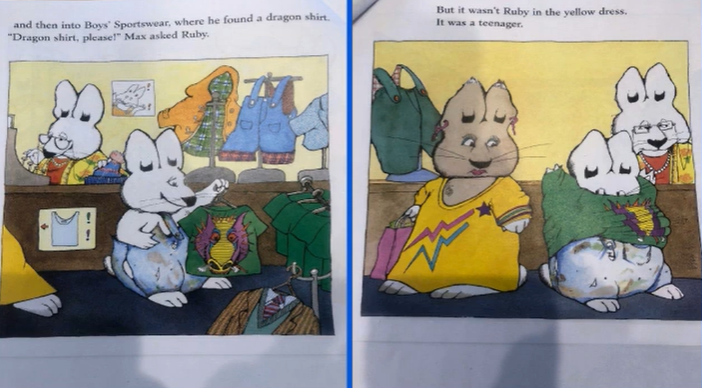 and then into Boys' Sportswear, where he found a dragon shirt.
"Dragon shirt, please!" Max asked Ruby.
But it wasn't Ruby in the yellow dress.
It was a teenager.